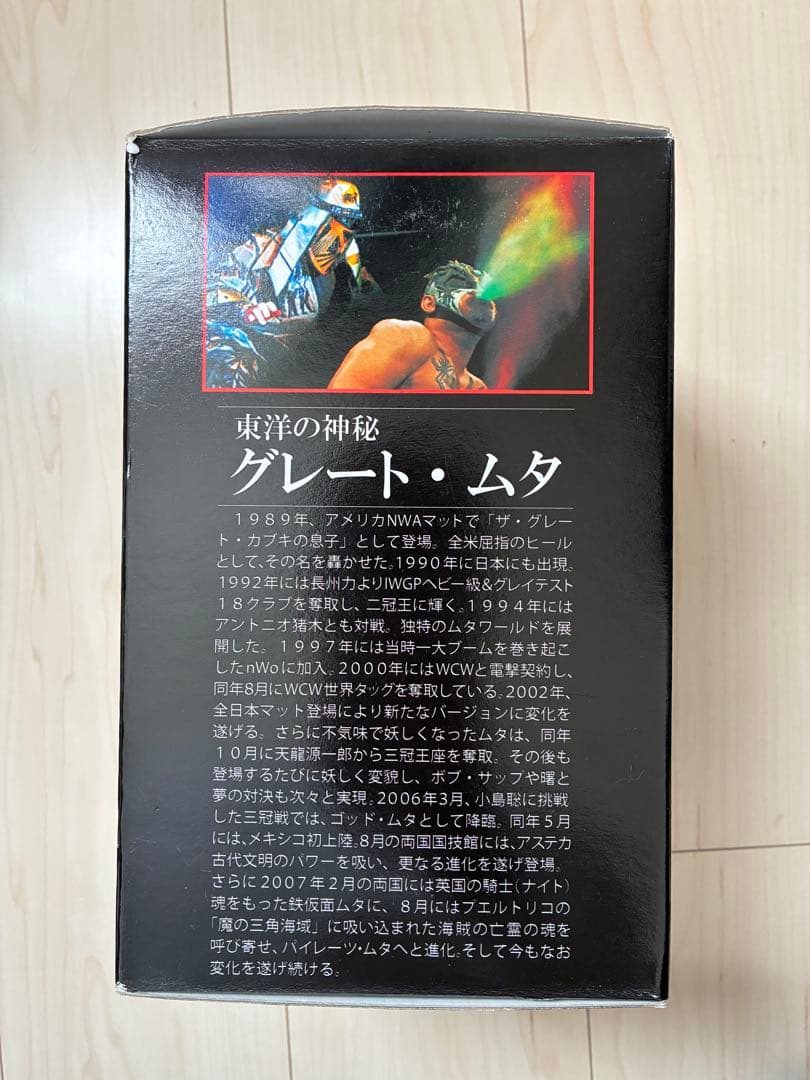 東洋の神秘
グレート・ムタ
１９８９年、アメリカNWAマットで「ザ・グレー
ト・カブキの息子」として登場。全米屈指のヒール
として、その名を轟かせた。1990年に日本にも出現。
1992年には長州力よりIWGPヘビー級&グレイテスト
１８クラブを奪取し、二冠王に輝く。１９９４年には
アントニオ猪木とも対戦。独特のムタワールドを展
開した。１９９７年には当時一大ブームを巻き起こ
したnWoに加入。2000年にはWCWと電撃契約し、
同年8月にWCW世界タッグを奪取している。2002年、
全日本マット登場により新たなバージョンに変化を
遂げる。さらに不気味で妖しくなったムタは、同年
１０月に天龍源一郎から三冠王座を奪取。その後も
登場するたびに妖しく変貌し、ボブ・サップや曙と
夢の対決も次々と実現。2006年3月、小島聡に挑戦
した三冠戦では、ゴッド・ムタとして降臨。同年５月
には、メキシコ初上陸。8月の両国国技館には、アステカ
古代文明のパワーを吸い、更なる進化を遂げ登場。
さらに２００７年２月の両国には英国の騎士（ナイト）
魂をもった鉄仮面ムタに、８月にはプエルトリコの
「魔の三角海域」に吸い込まれた海賊の亡霊の魂を
呼び寄せ、パイレーツ・ムタへと進化。そして今もなお
変化を遂げ続ける。